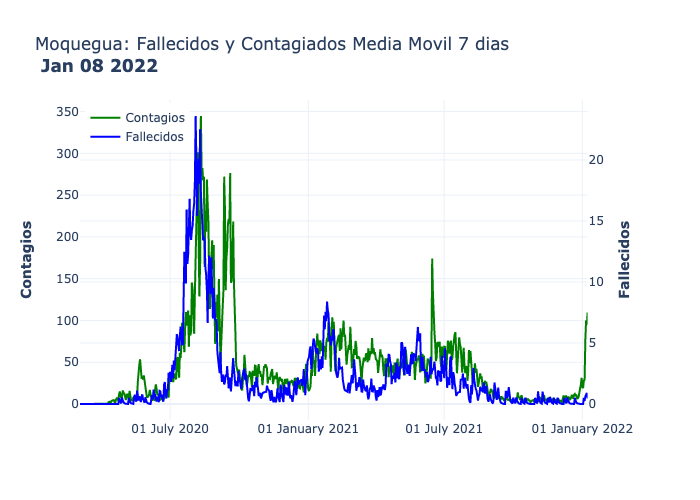 Moquegua: Fallecidos y Contagiados Media Movil 7 dias
Jan 08 2022
Contagios
Fallecidos
350
300
250
200
150
100
50
0
20
15
10
5
0
Contagios
Fallecidos
01 July 2020
01 January 2021
01 July 2021
01 January 2022